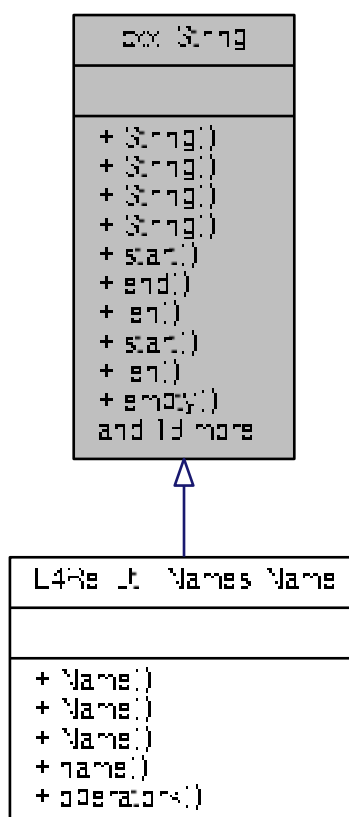 cxx::String
+ String()
+ String()
+ String()
+ String()
+ start()
+ end()
+ len()
+ start()
+ len()
+ empty()
and more
L4Re::Util::Names::Name
+ Name()
+ Name()
+ Name()
+ name()
+ operator<()